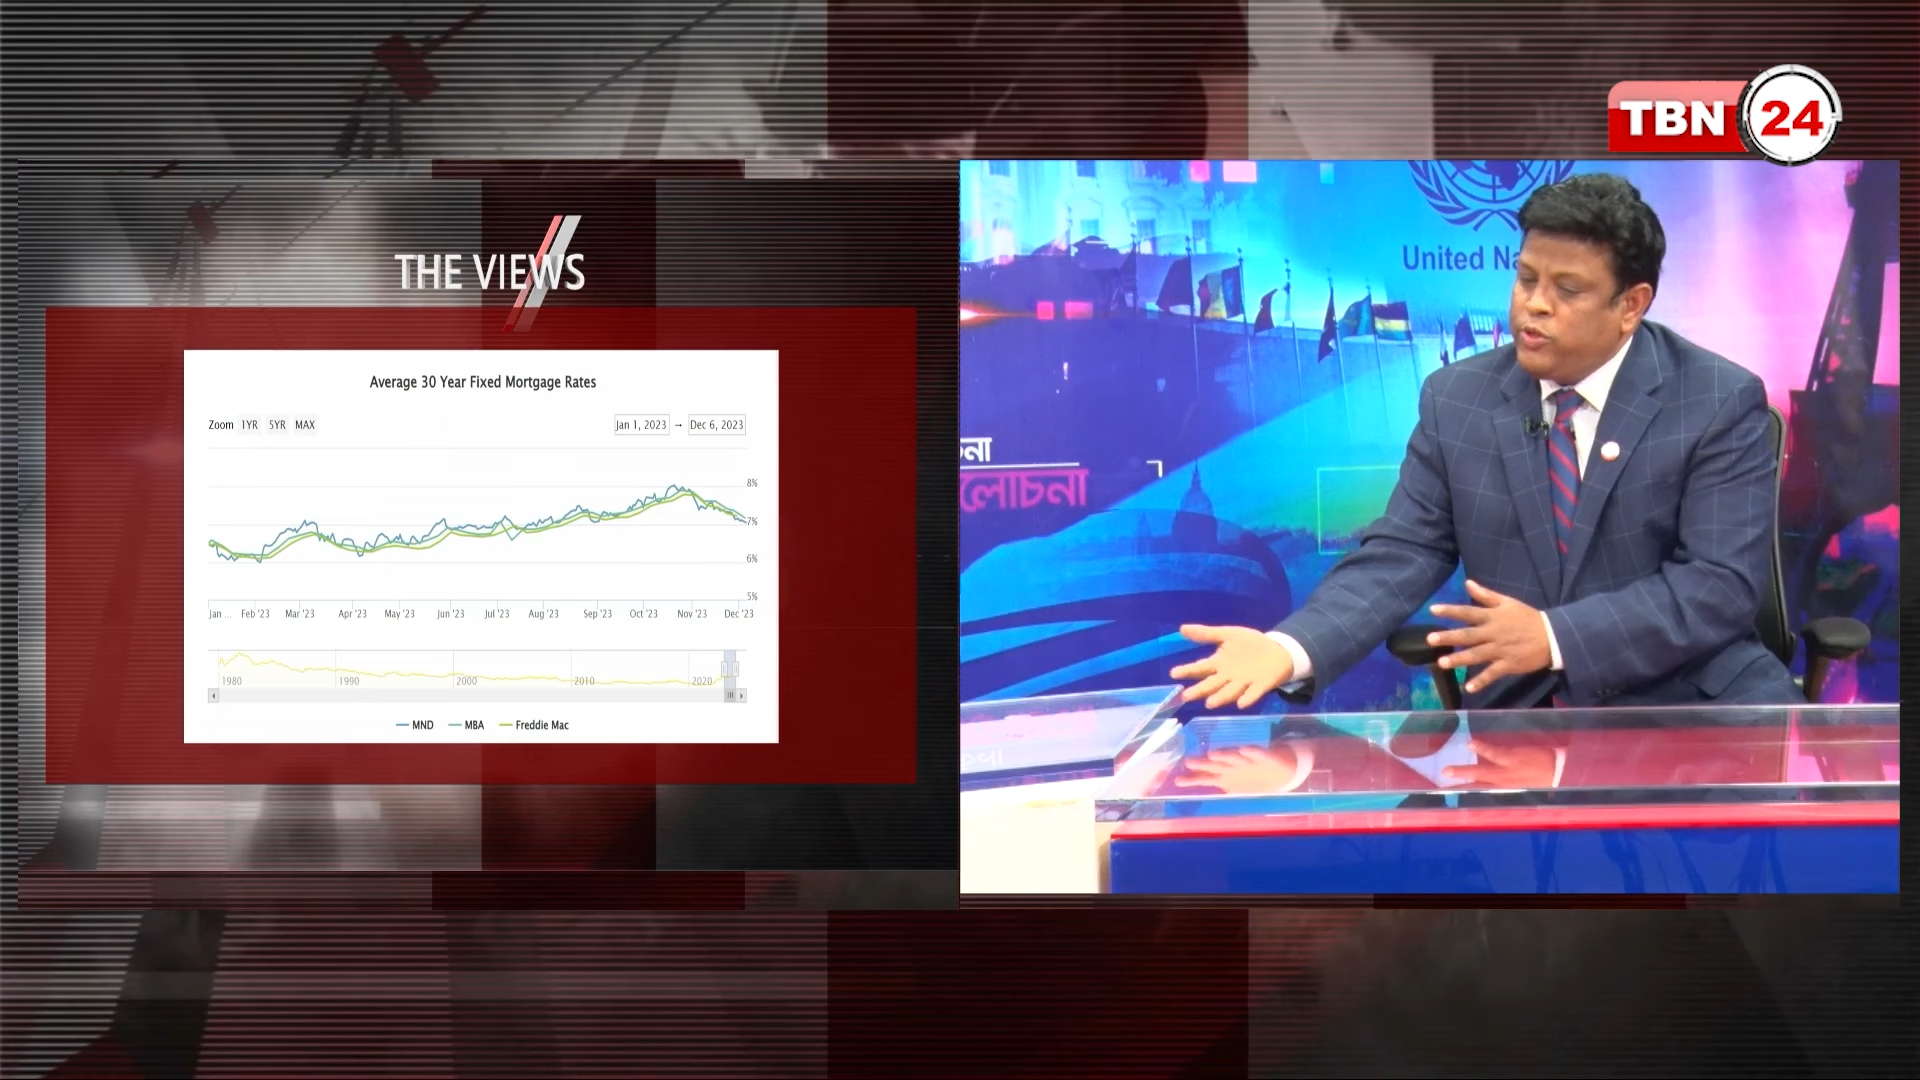 TBN 24
THE VIEWS
Average 30 Year Fixed Mortgage Rates
Zoom 1YR 5YR MAX
Jan 1, 2023 → Dec 6, 2023
8%
7%
6%
5%
Jan ... Feb '23 Mar '23 Apr '23 May '23 Jun '23 Jul '23 Aug '23 Sep '23 Oct '23 Nov '23 Dec '23
1980 1990 2000 2010 2020
MND MBA Freddie Mac
United Na
না
লোচনা